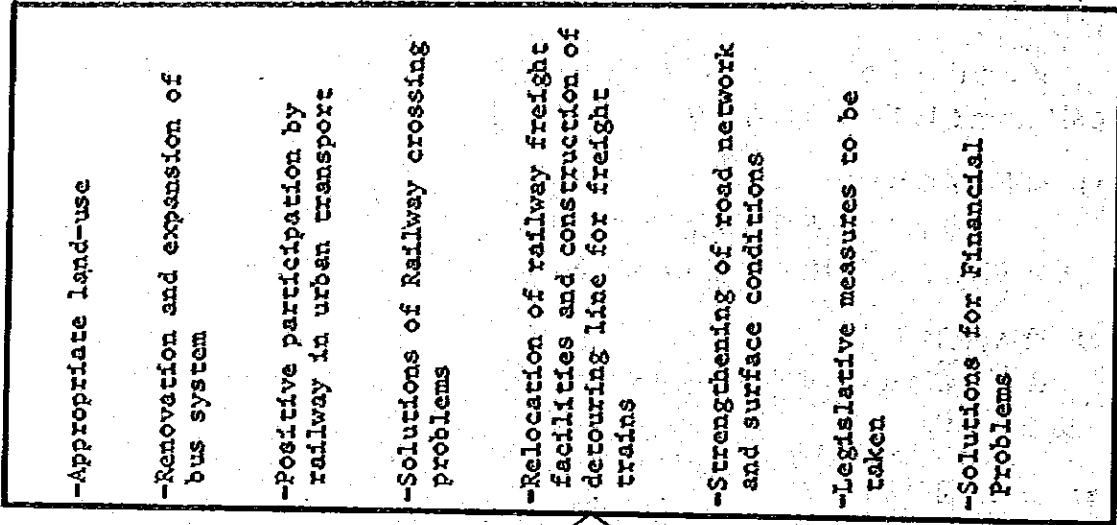 -Appropriate land-use
-Renovation and expansion of
bus system
-Positive participation by
railway in urban transport
-Solutions of Railway crossing
problems
-Relocation of railway freight
facilities and construction of
detouring line for freight
trains
-Strengthening of road network
and surface conditions
-Legislative measures to be
taken
-Solutions for Financial
Problems